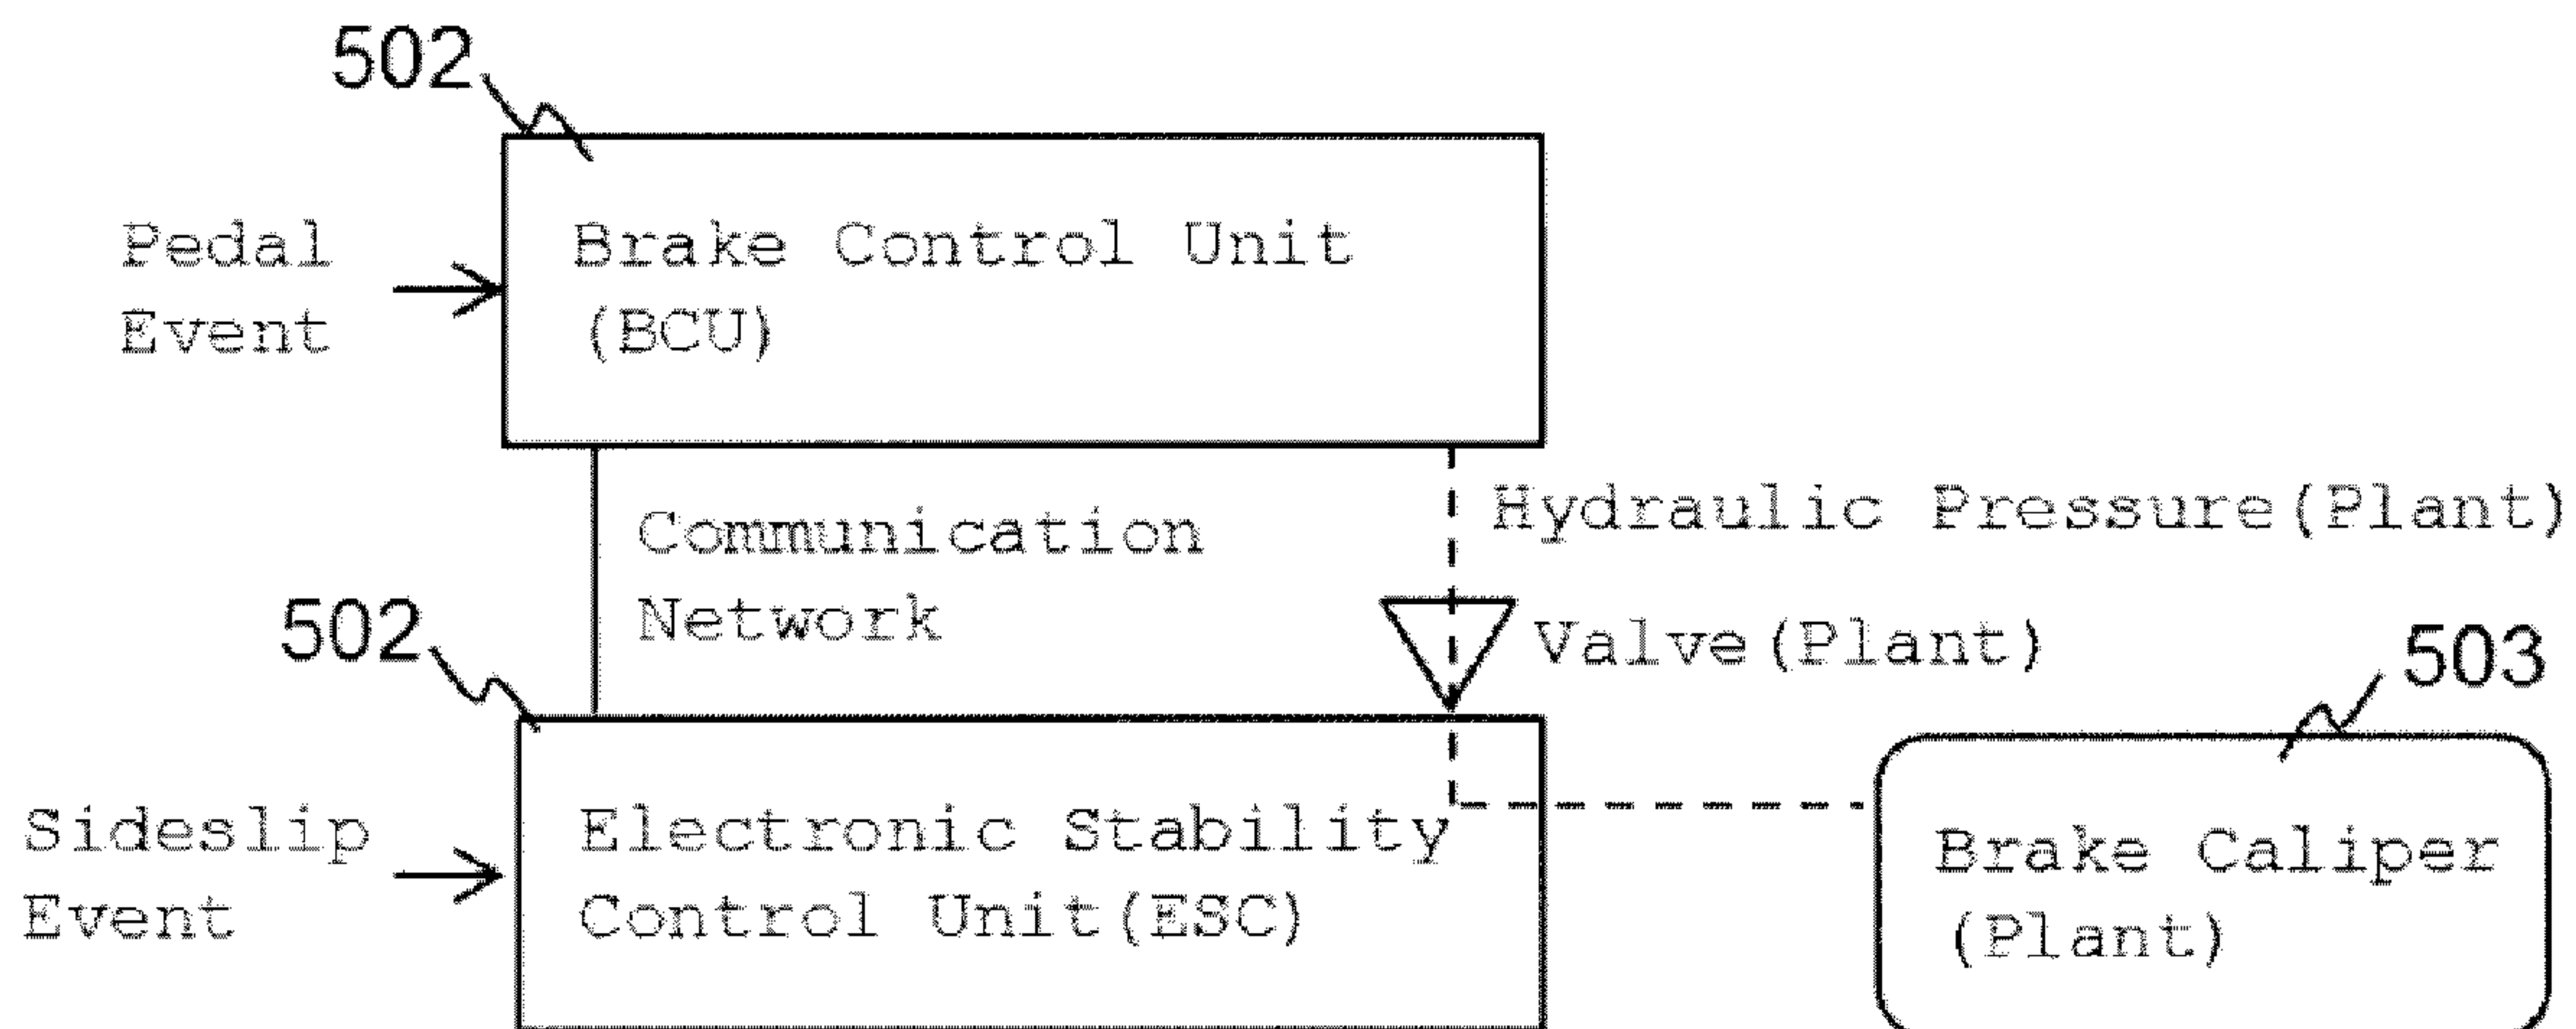 502
Pedal
Event
Brake Control Unit
(BCU)
Communication
Network
Hydraulic Pressure(Plant)
Valve(Plant)
502
503
Sideslip
Event
Electronic Stability
Control Unit(ESC)
Brake Caliper
(Plant)